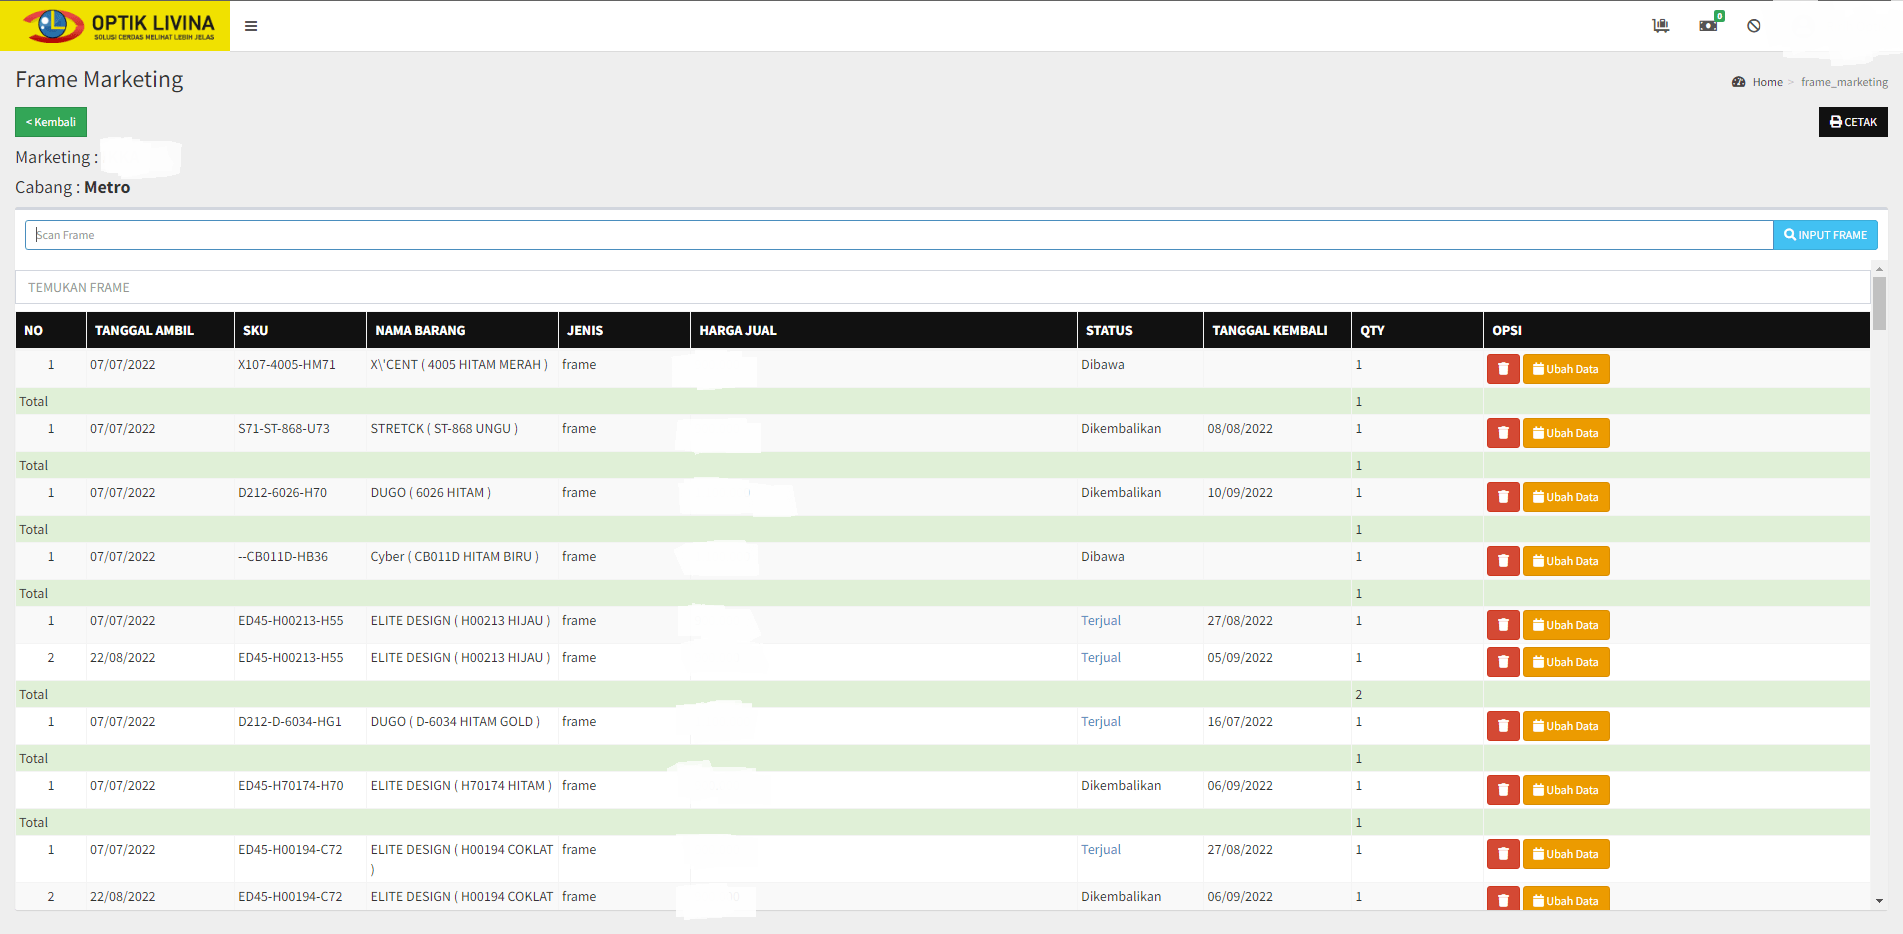 OPTIK LIVINA
SOLUSI CERDAS MELIHAT LEBIH JELAS
0
Frame Marketing
Home > frame_marketing
< Kembali
CETAK
Marketing :
Cabang : Metro
Scan Frame
INPUT FRAME
TEMUKAN FRAME
NO TANGGAL AMBIL SKU NAMA BARANG JENIS HARGA JUAL STATUS TANGGAL KEMBALI QTY OPSI
1 07/07/2022 X107-4005-HM71 X\'CENT ( 4005 HITAM MERAH ) frame Dibawa 1 Ubah Data
Total 1
1 07/07/2022 S71-ST-868-U73 STRETCK ( ST-868 UNGU ) frame Dikembalikan 08/08/2022 1 Ubah Data
Total 1
1 07/07/2022 D212-6026-H70 DUGO ( 6026 HITAM ) frame Dikembalikan 10/09/2022 1 Ubah Data
Total 1
1 07/07/2022 --CB011D-HB36 Cyber ( CB011D HITAM BIRU ) frame Dibawa 1 Ubah Data
Total 1
1 07/07/2022 ED45-H00213-H55 ELITE DESIGN ( H00213 HIJAU ) frame Terjual 27/08/2022 1 Ubah Data
2 22/08/2022 ED45-H00213-H55 ELITE DESIGN ( H00213 HIJAU ) frame Terjual 05/09/2022 1 Ubah Data
Total 2
1 07/07/2022 D212-D-6034-HG1 DUGO ( D-6034 HITAM GOLD ) frame Terjual 16/07/2022 1 Ubah Data
Total 1
1 07/07/2022 ED45-H70174-H70 ELITE DESIGN ( H70174 HITAM ) frame Dikembalikan 06/09/2022 1 Ubah Data
Total 1
1 07/07/2022 ED45-H00194-C72 ELITE DESIGN ( H00194 COKLAT frame Terjual 27/08/2022 1 Ubah Data
)
2 22/08/2022 ED45-H00194-C72 ELITE DESIGN ( H00194 COKLAT frame Dikembalikan 06/09/2022 1 Ubah Data